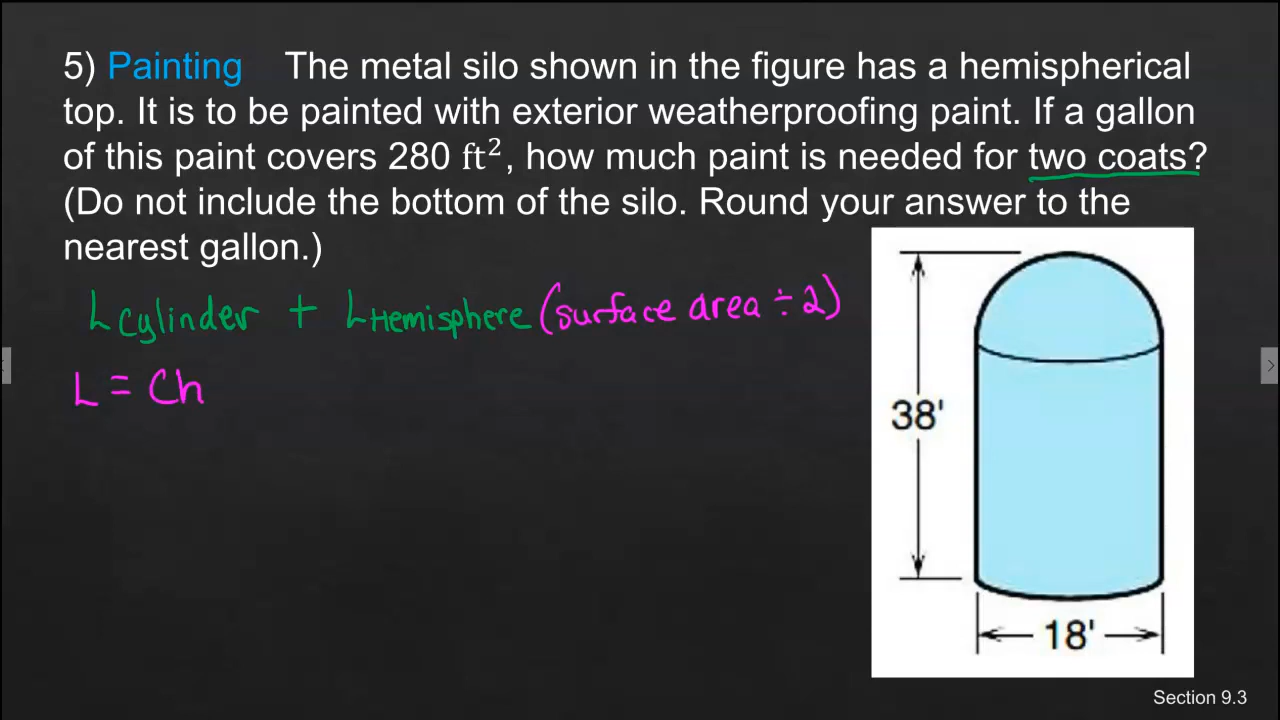 5) Painting The metal silo shown in the figure has a hemispherical
top. It is to be painted with exterior weatherproofing paint. If a gallon
of this paint covers 280 ft², how much paint is needed for two coats?
(Do not include the bottom of the silo. Round your answer to the
nearest gallon.)
L Cylinder + L Hemisphere (surface area ÷ 2)
L = Ch
38'
18'
Section 9.3